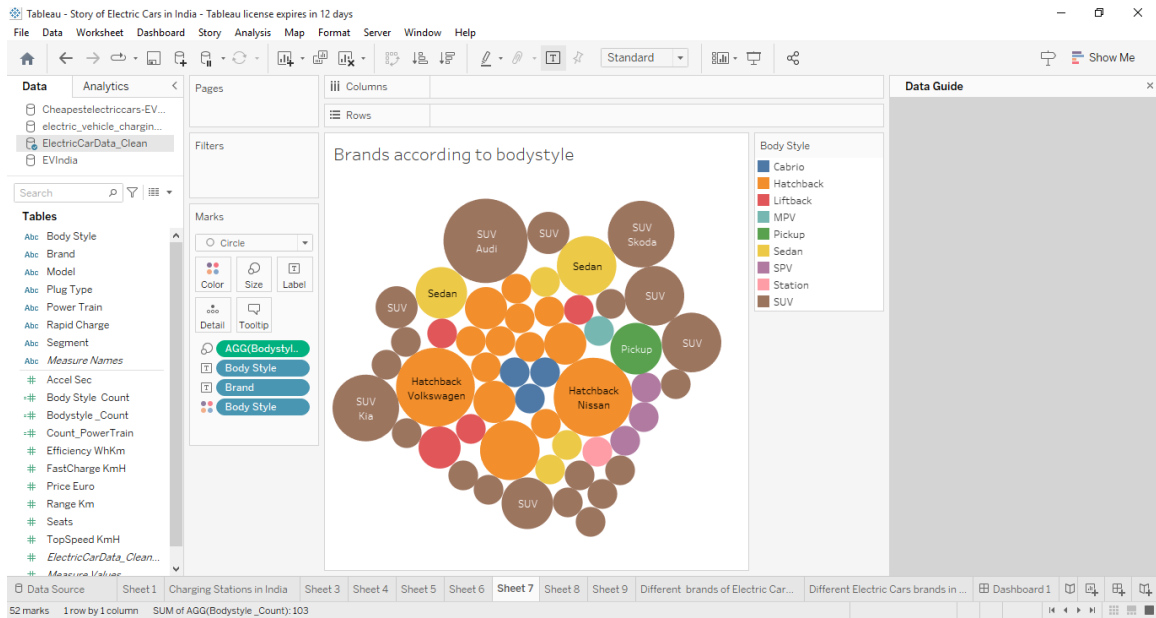 Tableau - Story of Electric Cars in India - Tableau license expires in 12 days
File Data Worksheet Dashboard Story Analysis Map Format Server Window Help
Standard
Show Me
Data Analytics
Cheapestelectriccars-EV...
electric_vehicle_chargin...
ElectricCarData_Clean
EVIndia
Search
Tables
Abc Body Style
Abc Brand
Abc Model
Abc Plug Type
Abc Power Train
Abc Rapid Charge
Abc Segment
Abc Measure Names
# Accel Sec
# Body Style Count
# Bodystyle _Count
# Count_PowerTrain
# Efficiency WhKm
# FastCharge KmH
# Price Euro
# Range Km
# Seats
# TopSpeed KmH
# ElectricCarData_Clean...
Measure Values
Pages
Filters
Marks
Circle
Color Size Label
Detail Tooltip
AGG(Bodystyl..
Body Style
Brand
Body Style
Columns
Rows
Brands according to bodystyle
SUV
Audi
SUV
SUV
Skoda
Sedan
Sedan
SUV
SUV
SUV
Pickup
Hatchback
Volkswagen
Hatchback
Nissan
SUV
Kia
SUV
Body Style
Cabrio
Hatchback
Liftback
MPV
Pickup
Sedan
SPV
Station
SUV
Data Guide
Data Source Sheet 1 Charging Stations in India Sheet 3 Sheet 4 Sheet 5 Sheet 6 Sheet 7 Sheet 8 Sheet 9 Different brands of Electric Car... Different Electric Cars brands in ... Dashboard 1
52 marks 1 row by 1 column SUM of AGG(Bodystyle _Count): 103